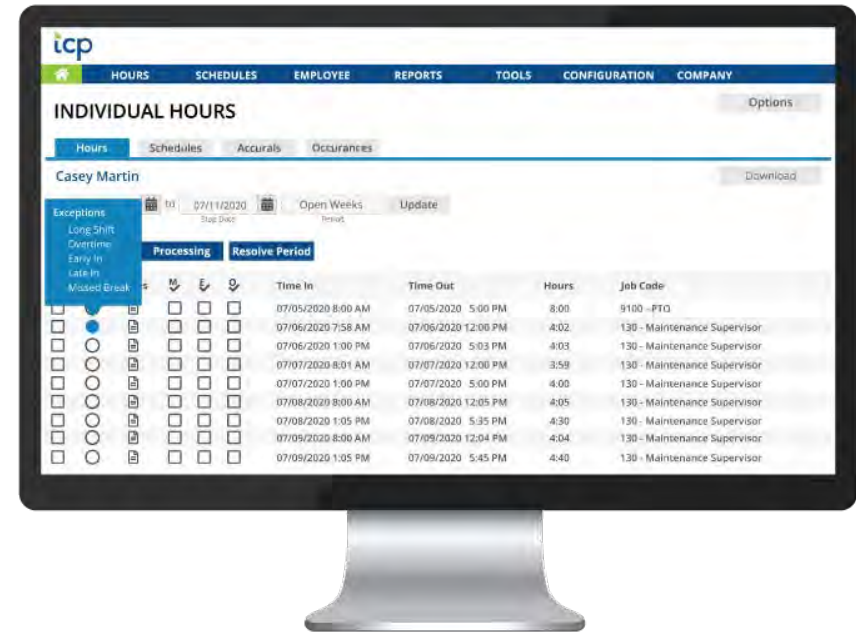 icp
HOURS SCHEDULES EMPLOYEE REPORTS TOOLS CONFIGURATION COMPANY
INDIVIDUAL HOURS
Options
Hours Schedules Accurals Occurances
Casey Martin
Download
to 07/11/2020 Open Weeks Update
Stop Date Period
Exceptions
Long Shift
Overtime
Early In
Late In
Missed Break
Processing Resolve Period
s M E O Time In Time Out Hours Job Code
07/05/2020 8:00 AM 07/05/2020 5:00 PM 8:00 9100 -PTO
07/06/2020 7:58 AM 07/06/2020 12:00 PM 4:02 130 - Maintenance Supervisor
07/06/2020 1:00 PM 07/06/2020 5:03 PM 4:03 130 - Maintenance Supervisor
07/07/2020 8:01 AM 07/07/2020 12:00 PM 3:59 130 - Maintenance Supervisor
07/07/2020 1:00 PM 07/07/2020 5:00 PM 4:00 130 - Maintenance Supervisor
07/08/2020 8:00 AM 07/08/2020 12:05 PM 4:05 130 - Maintenance Supervisor
07/08/2020 1:05 PM 07/08/2020 5:35 PM 4:30 130 - Maintenance Supervisor
07/09/2020 8:00 AM 07/09/2020 12:04 PM 4:04 130 - Maintenance Supervisor
07/09/2020 1:05 PM 07/09/2020 5:45 PM 4:40 130 - Maintenance Supervisor